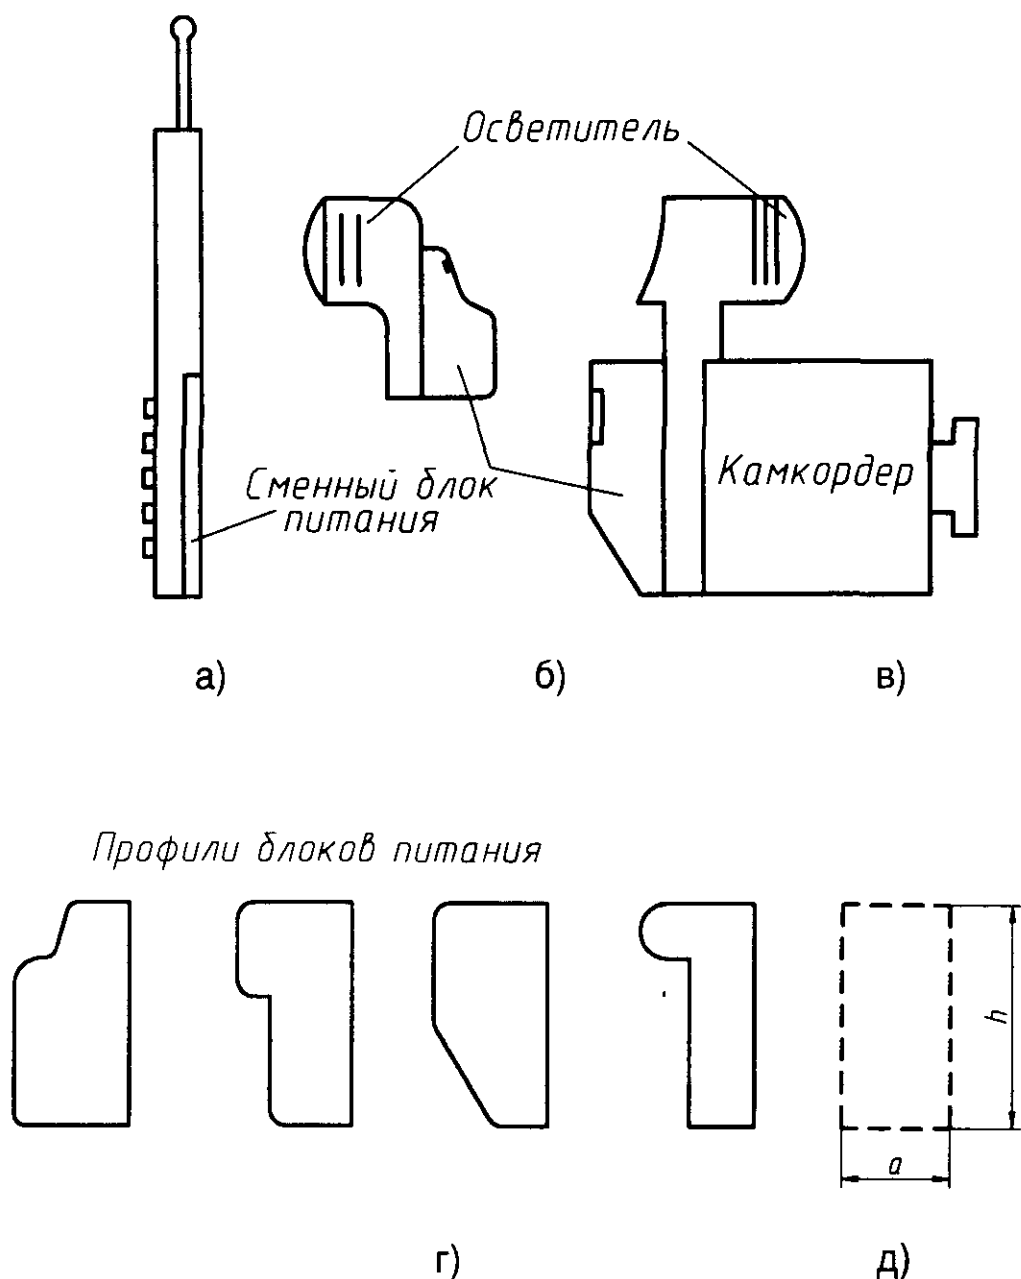 Осветитель
Сменный блок
питания
Камкордер
а)
б)
в)
Профили блоков питания
h
a
г)
д)